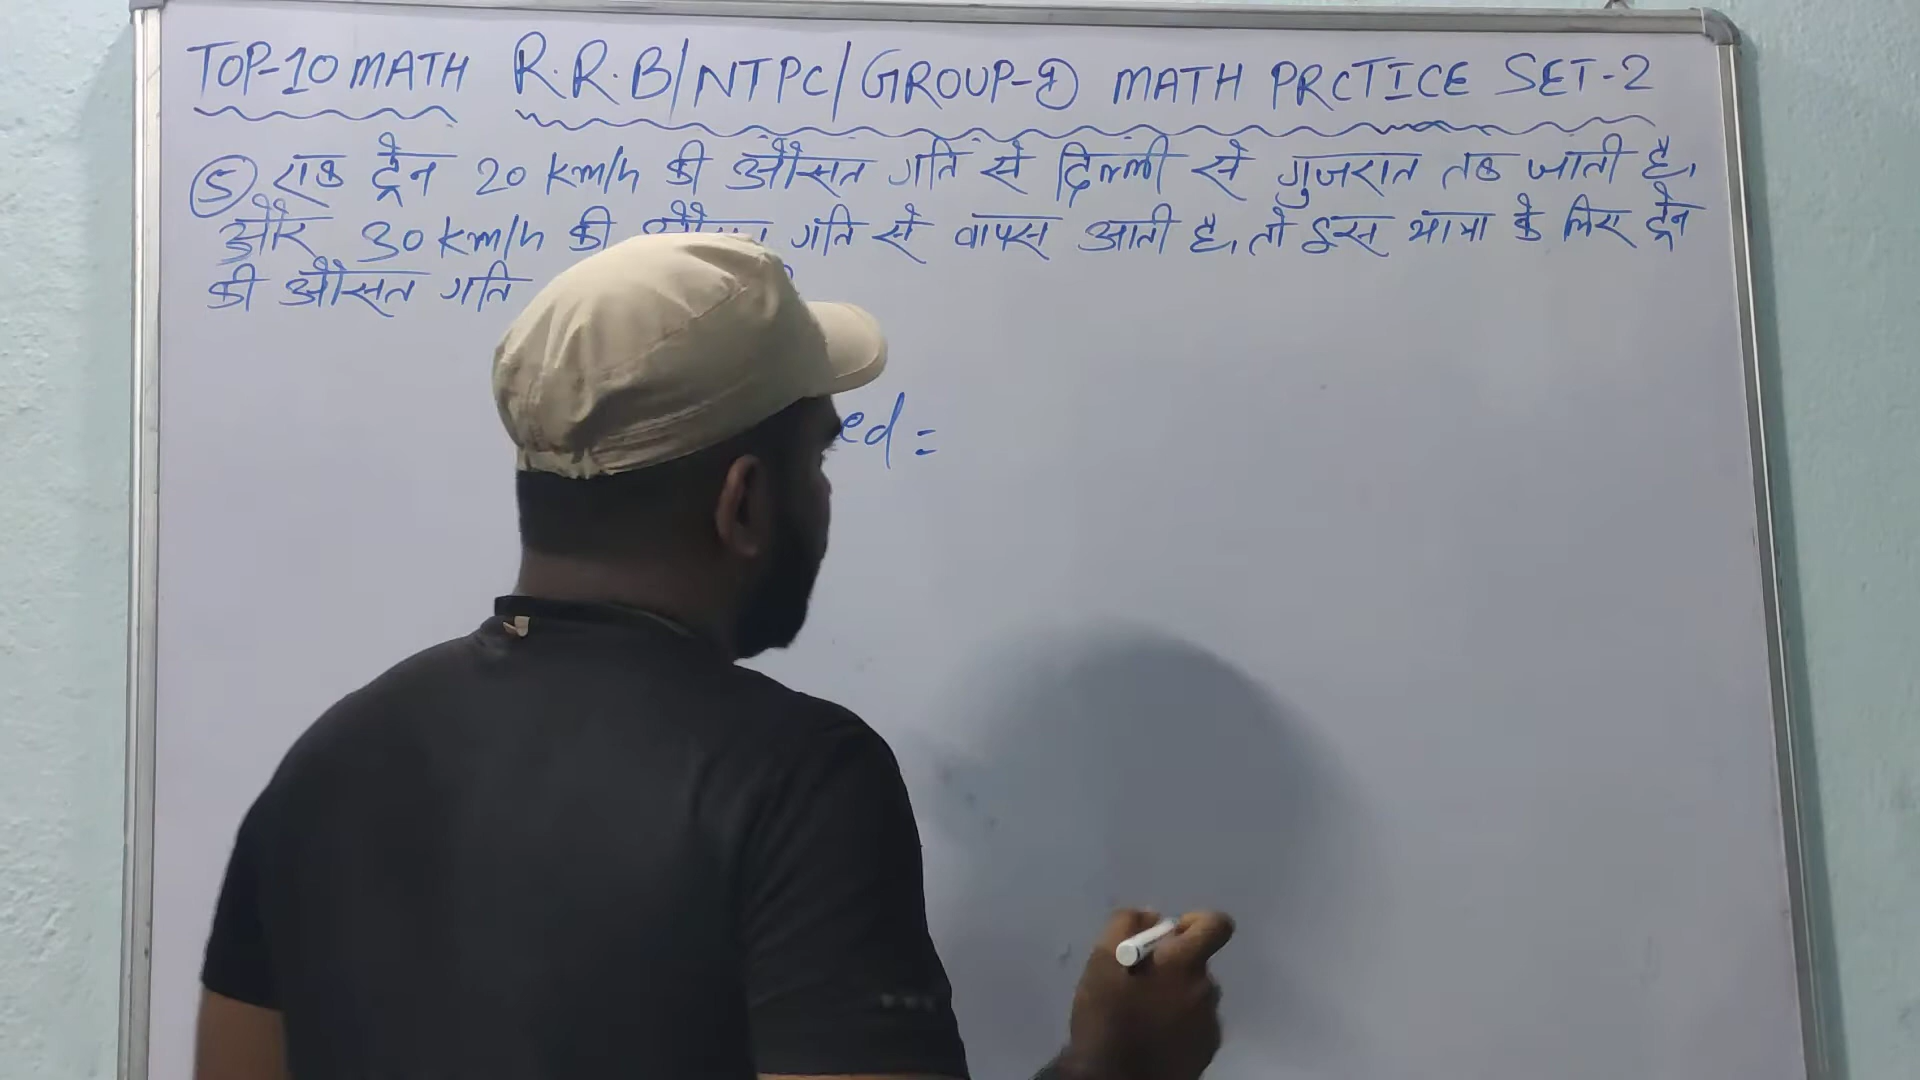 TOP-10 MATH R.R.B/NTPC/GROUP-D MATH PRCTICE SET-2
5 एक ट्रेन 20 km/h की औसत गति से दिल्ली से गुजरात तक जाती है,
और 30 km/h की औसत गति से वापस आती है, तो इस यात्रा के लिए ट्रेन
की औसत गति
ed =